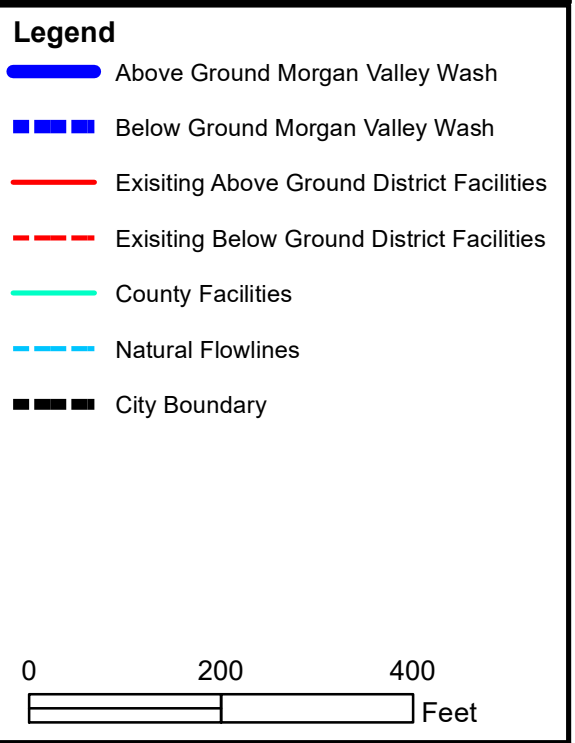 Legend
Above Ground Morgan Valley Wash
Below Ground Morgan Valley Wash
Exisiting Above Ground District Facilities
Exisiting Below Ground District Facilities
County Facilities
Natural Flowlines
City Boundary
0 200 400
Feet